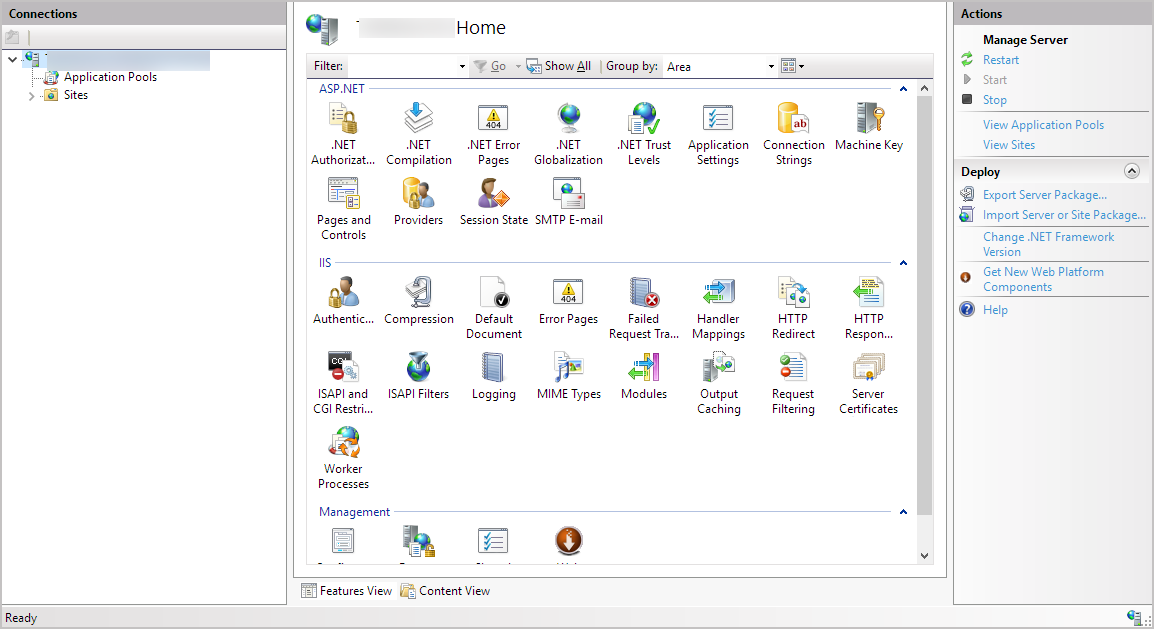 Connections
Application Pools
Sites
Home
Filter: Go Show All Group by: Area
ASP.NET
.NET Authorizat...
.NET Compilation
.NET Error Pages
.NET Globalization
.NET Trust Levels
Application Settings
Connection Strings
Machine Key
Pages and Controls
Providers
Session State
SMTP E-mail
IIS
Authentic...
Compression
Default Document
Error Pages
Failed Request Tra...
Handler Mappings
HTTP Redirect
HTTP Respon...
ISAPI and CGI Restri...
ISAPI Filters
Logging
MIME Types
Modules
Output Caching
Request Filtering
Server Certificates
Worker Processes
Management
Features View
Content View
Actions
Manage Server
Restart
Start
Stop
View Application Pools
View Sites
Deploy
Export Server Package...
Import Server or Site Package...
Change .NET Framework
Version
Get New Web Platform
Components
Help
Ready